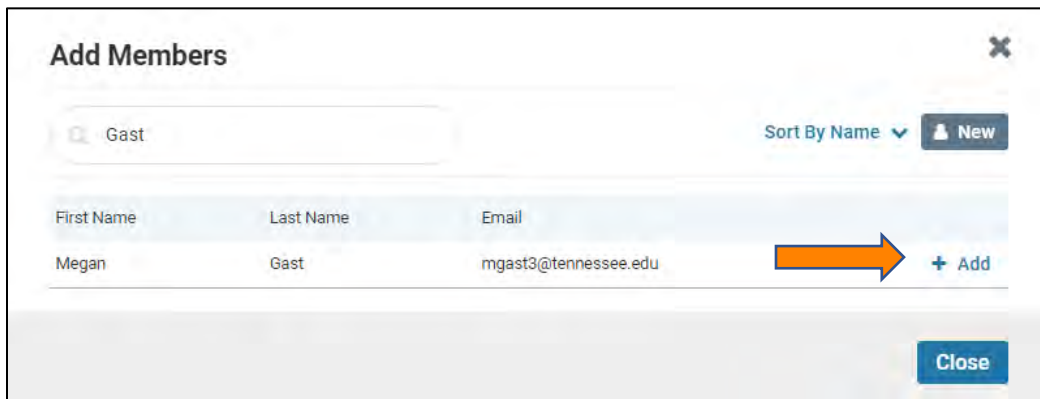 Add Members
Gast
Sort By Name
New
First Name Last Name Email
Megan Gast mgast3@tennessee.edu + Add
Close